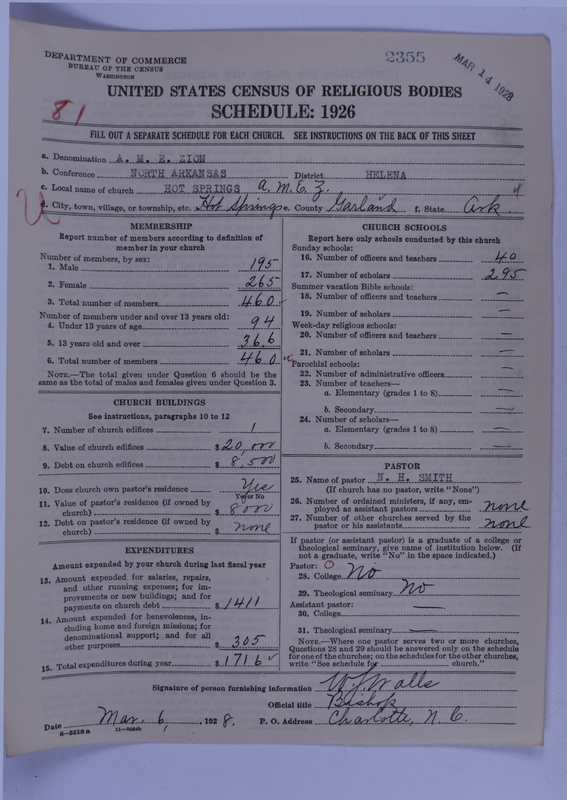 DEPARTMENT OF COMMERCE
BUREAU OF THE CENSUS
WASHINGTON
2355
MAR 14 1928
81
UNITED STATES CENSUS OF RELIGIOUS BODIES
SCHEDULE: 1926
FILL OUT A SEPARATE SCHEDULE FOR EACH CHURCH. SEE INSTRUCTIONS ON THE BACK OF THIS SHEET
a. Denomination A. M. E. ZION
b. Conference NORTH ARKANSAS District HELENA
c. Local name of church HOT SPRINGS A. M. E. Z.
d. City, town, village, or township, etc. Hot Springs e. County Garland f. State Ark.
U
MEMBERSHIP
Report number of members according to definition of member in your church
Number of members, by sex:
1. Male 195
2. Female 265
3. Total number of members 460
Number of members under and over 13 years old:
4. Under 13 years of age 94
5. 13 years old and over 366
6. Total number of members 460
NOTE.—The total given under Question 6 should be the same as the total of males and females given under Question 3.
CHURCH BUILDINGS
See instructions, paragraphs 10 to 12
7. Number of church edifices 1
8. Value of church edifices $20,000
9. Debt on church edifices $8,500
10. Does church own pastor's residence Yes
Yes or No
11. Value of pastor's residence (if owned by church) $8000
12. Debt on pastor's residence (if owned by church) $none
EXPENDITURES
Amount expended by your church during last fiscal year
13. Amount expended for salaries, repairs, and other running expenses; for improvements or new buildings; and for payments on church debt $1411
14. Amount expended for benevolences, including home and foreign missions; for denominational support; and for all other purposes $305
15. Total expenditures during year $1716
CHURCH SCHOOLS
Report here only schools conducted by this church
Sunday schools:
16. Number of officers and teachers 40
17. Number of scholars 295
Summer vacation Bible schools:
18. Number of officers and teachers —
19. Number of scholars —
Week-day religious schools:
20. Number of officers and teachers —
21. Number of scholars —
Parochial schools:
22. Number of administrative officers —
23. Number of teachers—
a. Elementary (grades 1 to 8) —
b. Secondary —
24. Number of scholars—
a. Elementary (grades 1 to 8) —
b. Secondary —
PASTOR
25. Name of pastor N. H. SMITH
(If church has no pastor, write "None")
26. Number of ordained ministers, if any, employed as assistant pastors none
27. Number of other churches served by the pastor or his assistants none
If pastor (or assistant pastor) is a graduate of a college or theological seminary, give name of institution below. (If not a graduate, write "No" in the space indicated.)
Pastor: O
28. College No
29. Theological seminary No
Assistant pastor: —
30. College
31. Theological seminary —
NOTE.—Where one pastor serves two or more churches, Questions 28 and 29 should be answered only on the schedule for one of the churches; on the schedules for the other churches, write "See schedule for church."
Signature of person furnishing information W J Walls
Official title Bishop
Date Mar. 6, 1928. P. O. Address Charlotte, N. C.